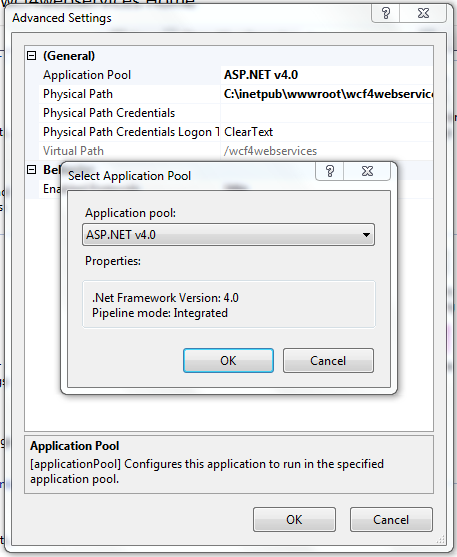 wcf4webservices Home
Advanced Settings
(General)
Application Pool ASP.NET v4.0
Physical Path C:\inetpub\wwwroot\wcf4webservice
Physical Path Credentials
Physical Path Credentials Logon T ClearText
Virtual Path /wcf4webservices
Select Application Pool
Application pool:
ASP.NET v4.0
Properties:
.Net Framework Version: 4.0
Pipeline mode: Integrated
OK Cancel
Application Pool
[applicationPool] Configures this application to run in the specified
application pool.
OK Cancel